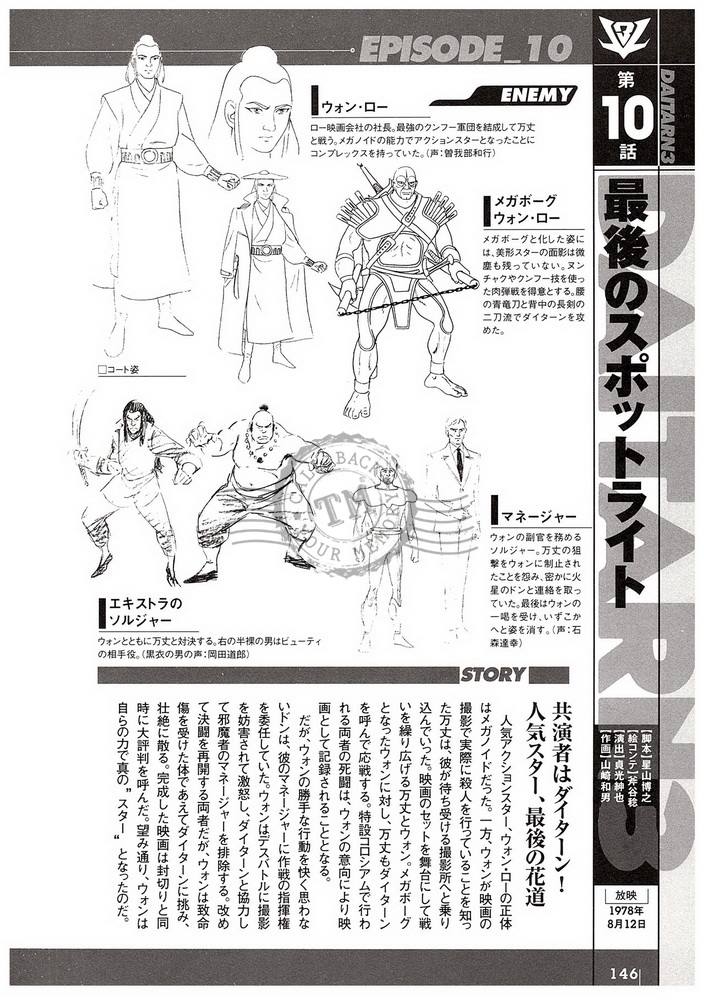 EPISODE_10
DAITARN3
第
10
話
最後のスポットライト
DAITARN3
ENEMY
ウォン・ロー
ロー映画会社の社長。最強のクンフー軍団を結成して万丈
と戦う。メガノイドの能力でアクションスターとなったことに
コンプレックスを持っていた。(声:曽我部和行)
メガボーグ
ウォン・ロー
メガボーグと化した姿に
は、美形スターの面影は微
塵も残っていない。ヌン
チャクやクンフー技を使っ
た肉弾戦を得意とする。腰
の青竜刀と背中の長剣の
二刀流でダイターンを攻
めた。
□コート姿
マネージャー
ウォンの副官を務める
ソルジャー。万丈の狙
撃をウォンに制止され
たことを怨み、密かに火
星のドンと連絡を取っ
ていた。最後はウォンの
一喝を受け、いずこか
へと姿を消す。(声:石
森達幸)
エキストラの
ソルジャー
ウォンとともに万丈と対決する。右の半裸の男はビューティ
の相手役。(黒衣の男の声:岡田道郎)
CALL BACK
TM
YOUR MEMORY
STORY
共演者はダイターン!
人気スター、最後の花道
人気アクションスター、ウォン・ローの正体
はメガノイドだった。一方、ウォンが映画の
撮影で実際に殺人を行っていることを知っ
た万丈は、彼が待ち受ける撮影所へと乗り
込んでいった。映画のセットを舞台にして戦
いを繰り広げる万丈とウォン。メガボーグ
となったウォンに対し、万丈もダイターン
を呼んで応戦する。特設コロシアムで行わ
れる両者の死闘は、ウォンの意向により映
画として記録されることとなる。
だが、ウォンの勝手な行動を快く思わな
いドンは、彼のマネージャーに作戦の指揮権
を委任していた。ウォンはデスバトルに撮影
を妨害されて激怒し、ダイターンと協力し
て邪魔者のマネージャーを排除する。改め
て決闘を再開する両者だが、ウォンは致命
傷を受けた体であえてダイターンに挑み、
壮絶に散る。完成した映画は封切りと同
時に大評判を呼んだ。望み通り、ウォンは
自らの力で真の“スター”となったのだ。
【脚本】星山博之
【絵コンテ】斧谷稔
【演出】貞光紳也
【作画】山崎和男
放映
1978年
8月12日
146